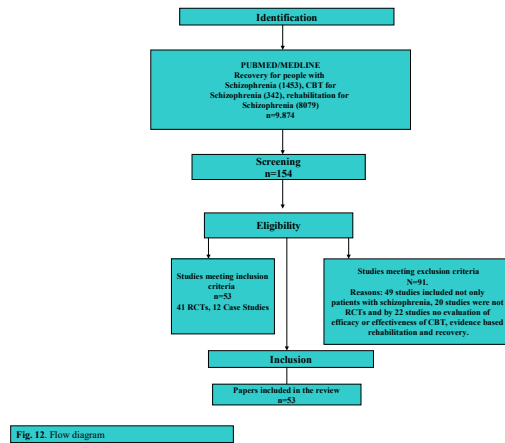 Identification
PUBMED/MEDLINE
Recovery for people with
Schizophrenia (1453), CBT for
Schizophrenia (342), rehabilitation for
Schizophrenia (8079)
n=9.874
Screening
n=154
Eligibility
Studies meeting inclusion
criteria
n=53
41 RCTs, 12 Case Studies
Studies meeting exclusion criteria
N=91.
Reasons: 49 studies included not only
patients with schizophrenia, 20 studies were not
RCTs and by 22 studies no evaluation of
efficacy or effectiveness of CBT, evidence based
rehabilitation and recovery.
Inclusion
Papers included in the review
n=53
Fig. 12. Flow diagram